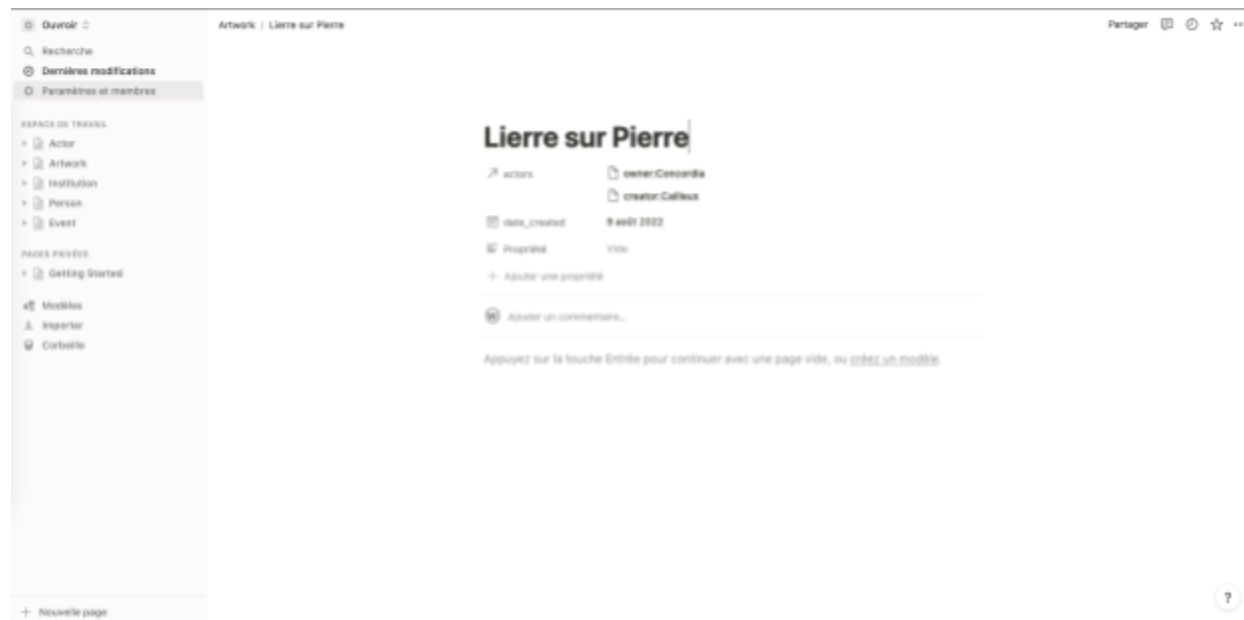 Ouvroir
Recherche
Dernières modifications
Paramètres et membres
ESPACE DE TRAVAIL
Actor
Artwork
Institution
Person
Event
PAGES PRIVÉES
Getting Started
Modèles
Importer
Corbeille
Nouvelle page
Artwork / Lierre sur Pierre
Partager
Lierre sur Pierre
actors
owner:Concordia
creator:Cailleux
date_created 9 août 2022
Propriété Vide
Ajouter une propriété
Ajouter un commentaire...
Appuyez sur la touche Entrée pour continuer avec une page vide, ou créez un modèle.
?